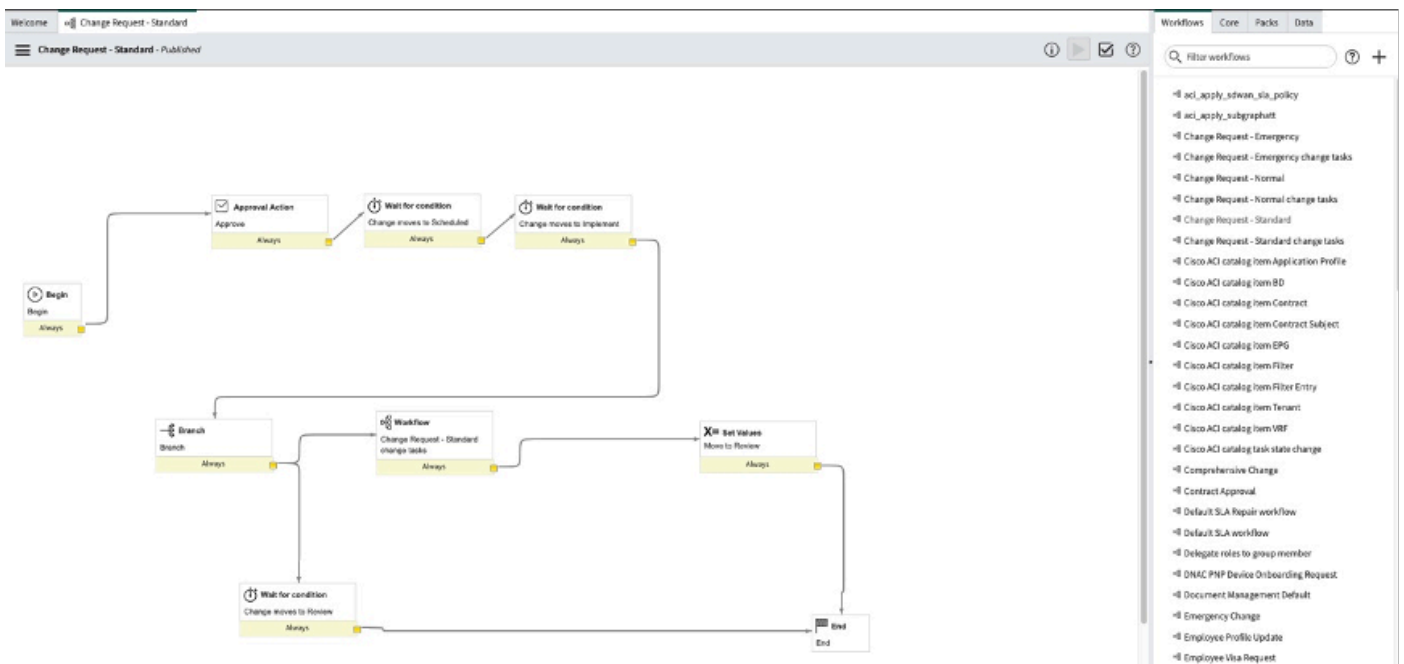 Welcome
Change Request - Standard
Change Request - Standard - Published
Approval Action
Approve
Always
Wait for condition
Change moves to Scheduled
Always
Wait for condition
Change moves to Implement
Always
Begin
Begin
Always
Branch
Branch
Always
Workflow
Change Request - Standard
change tasks
Always
X= Set Values
Move to Review
Always
Wait for condition
Change moves to Review
Always
End
End
Workflows
Core
Packs
Data
Filter workflows
aci_apply_sdwan_sla_policy
aci_apply_subgraphatt
Change Request - Emergency
Change Request - Emergency change tasks
Change Request - Normal
Change Request - Normal change tasks
Change Request - Standard
Change Request - Standard change tasks
Cisco ACI catalog item Application Profile
Cisco ACI catalog item BD
Cisco ACI catalog item Contract
Cisco ACI catalog item Contract Subject
Cisco ACI catalog item EPG
Cisco ACI catalog item Filter
Cisco ACI catalog item Filter Entry
Cisco ACI catalog item Tenant
Cisco ACI catalog item VRF
Cisco ACI catalog task state change
Comprehensive Change
Contract Approval
Default SLA Repair workflow
Default SLA workflow
Delegate roles to group member
DNAC PNP Device Onboarding Request
Document Management Default
Emergency Change
Employee Profile Update
Employee Visa Request